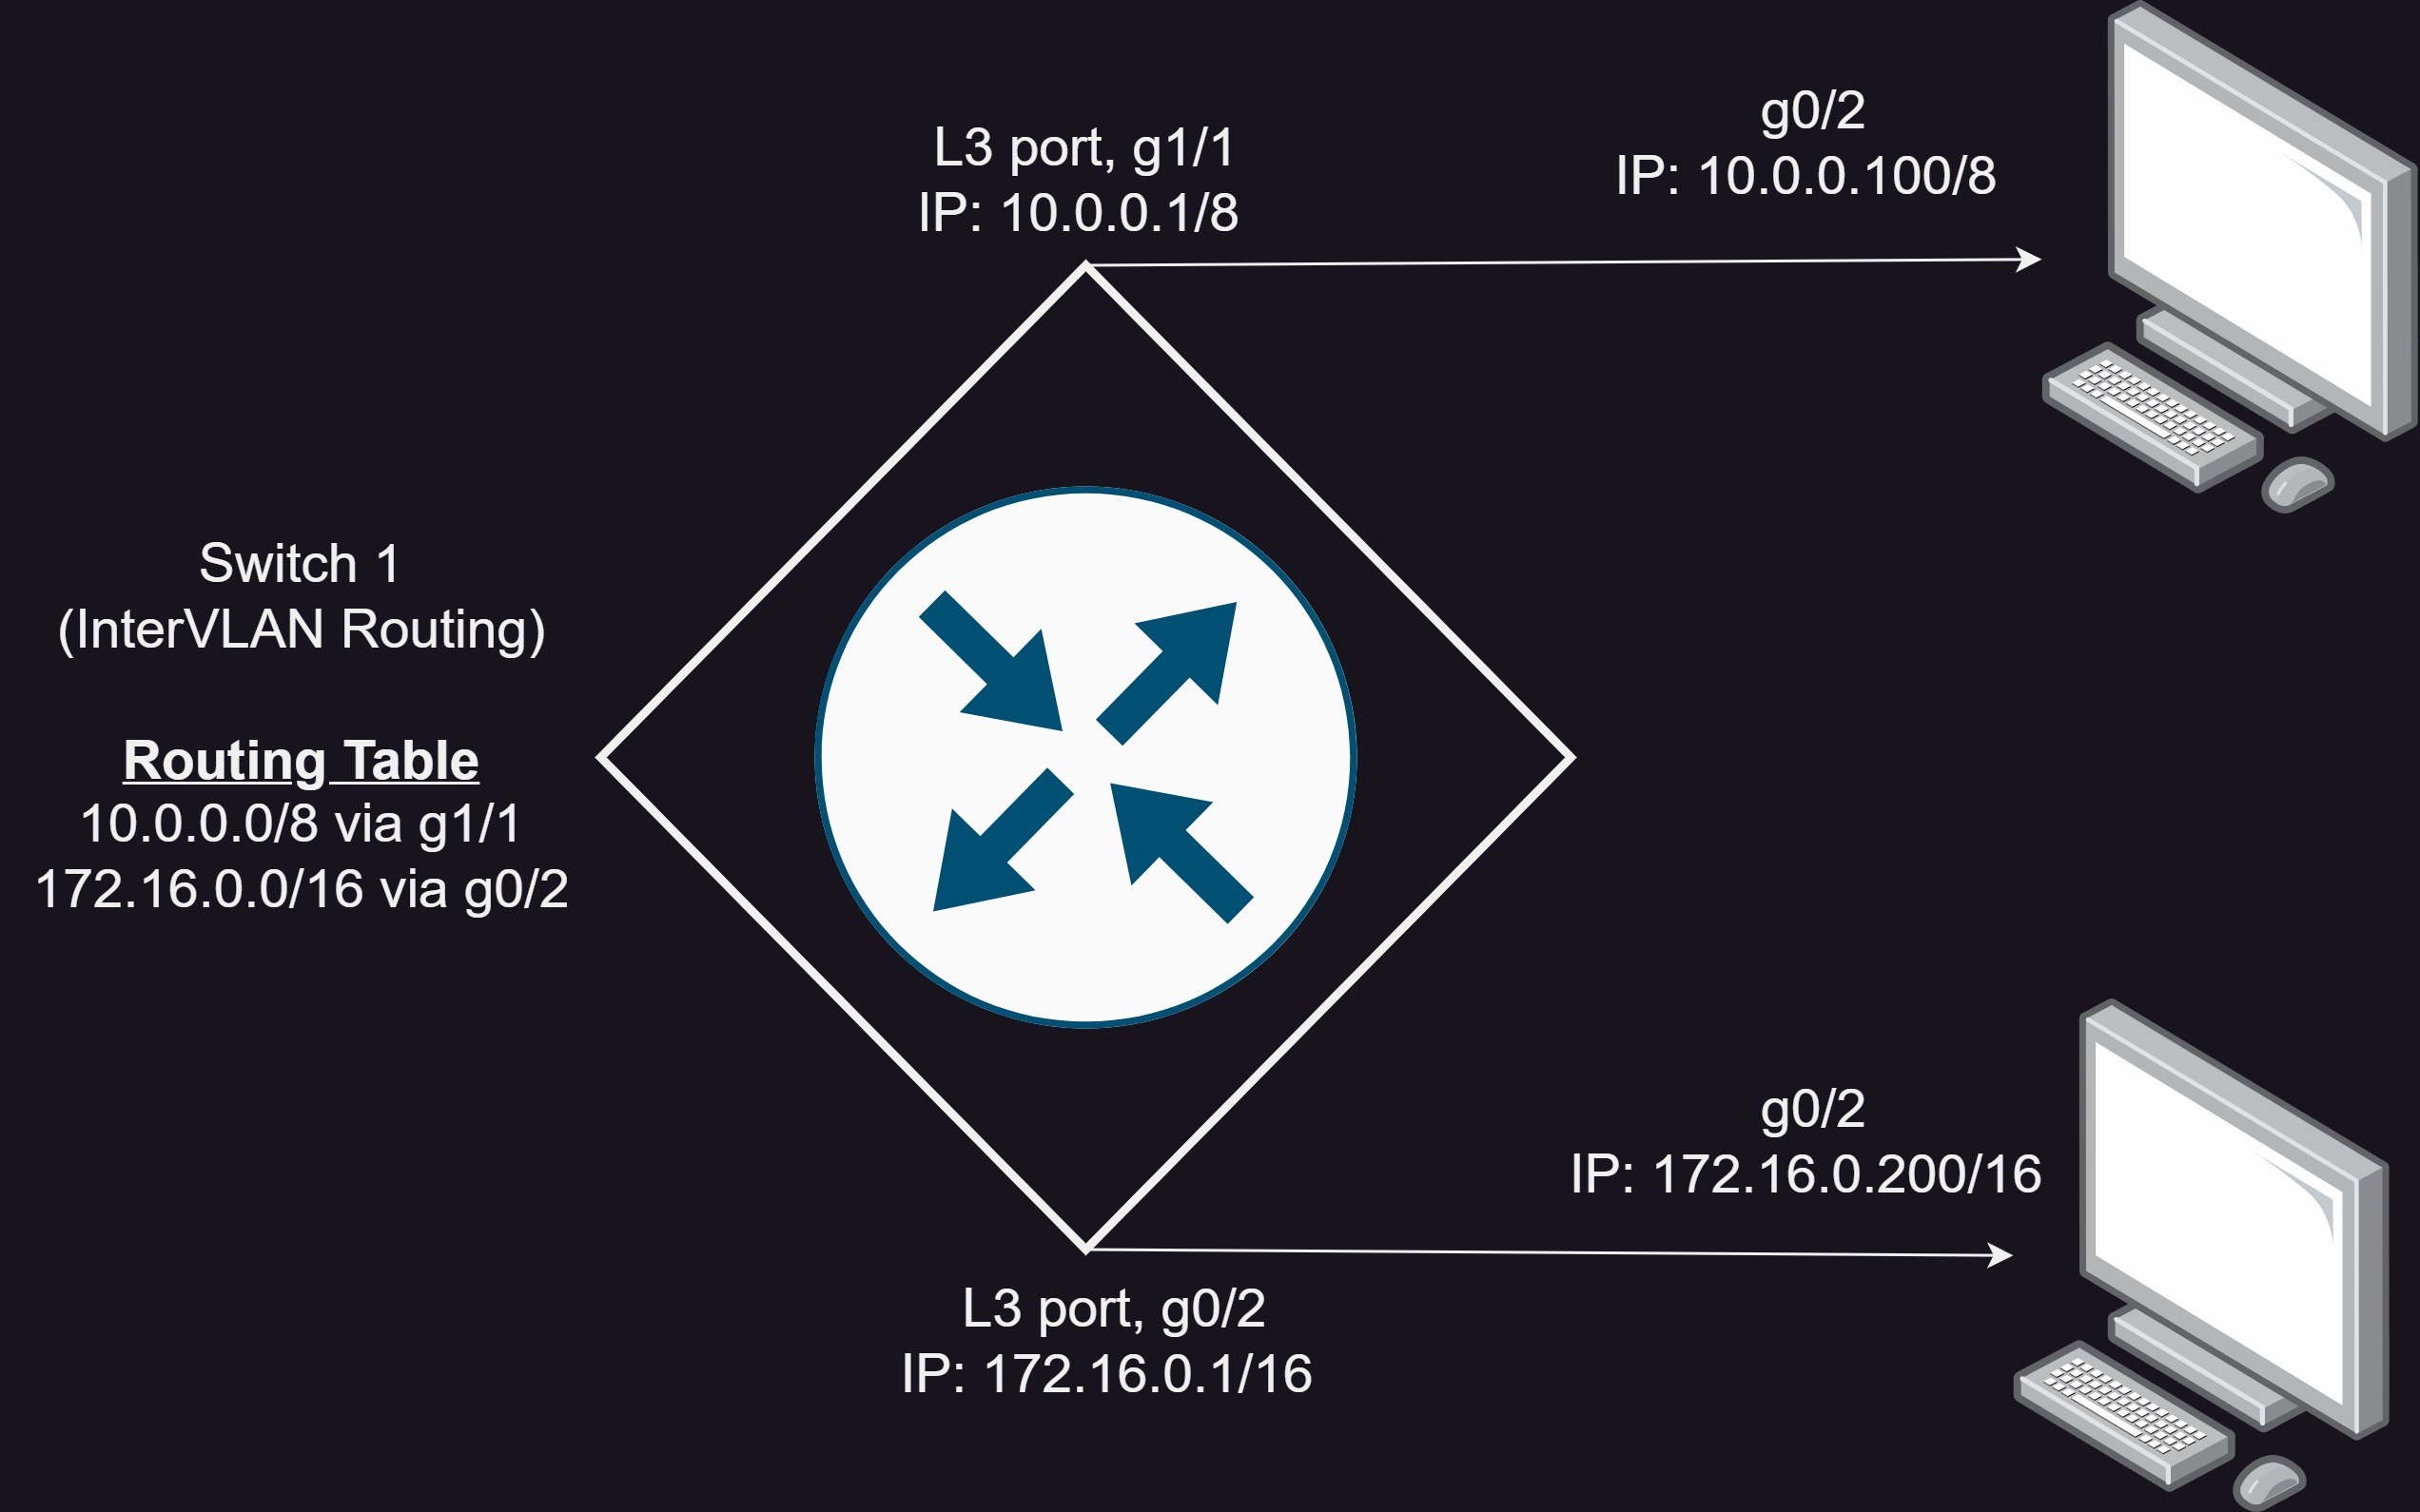 L3 port, g1/1
IP: 10.0.0.1/8
g0/2
IP: 10.0.0.100/8
Switch 1
(InterVLAN Routing)
Routing Table
10.0.0.0/8 via g1/1
172.16.0.0/16 via g0/2
g0/2
IP: 172.16.0.200/16
L3 port, g0/2
IP: 172.16.0.1/16